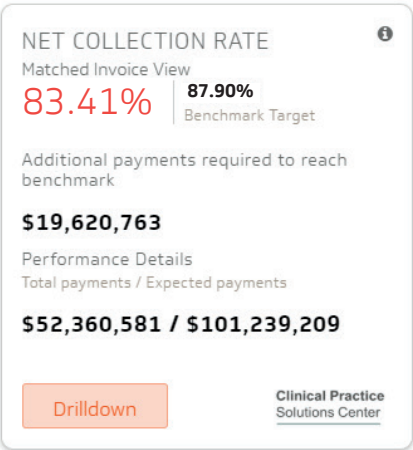 NET COLLECTION RATE
Matched Invoice View
83.41%
87.90%
Benchmark Target
Additional payments required to reach
benchmark
$19,620,763
Performance Details
Total payments / Expected payments
$52,360,581 / $101,239,209
Drilldown
Clinical Practice
Solutions Center